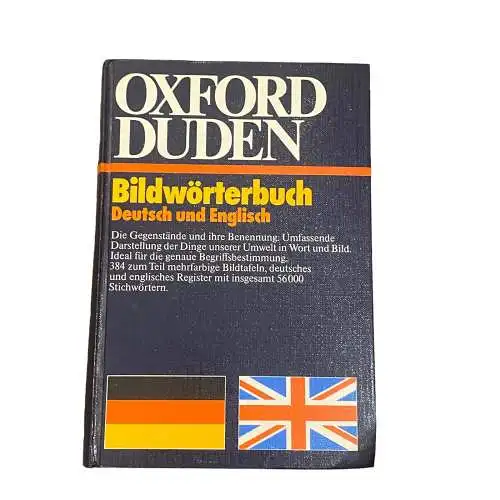 OXFORD
DUDEN
Bildwörterbuch
Deutsch und Englisch
Die Gegenstände und ihre Benennung. Umfassende
Darstellung der Dinge unserer Umwelt in Wort und Bild.
Ideal für die genaue Begriffsbestimmung.
384 zum Teil mehrfarbige Bildtafeln, deutsches
und englisches Register mit insgesamt 56000
Stichwörtern.